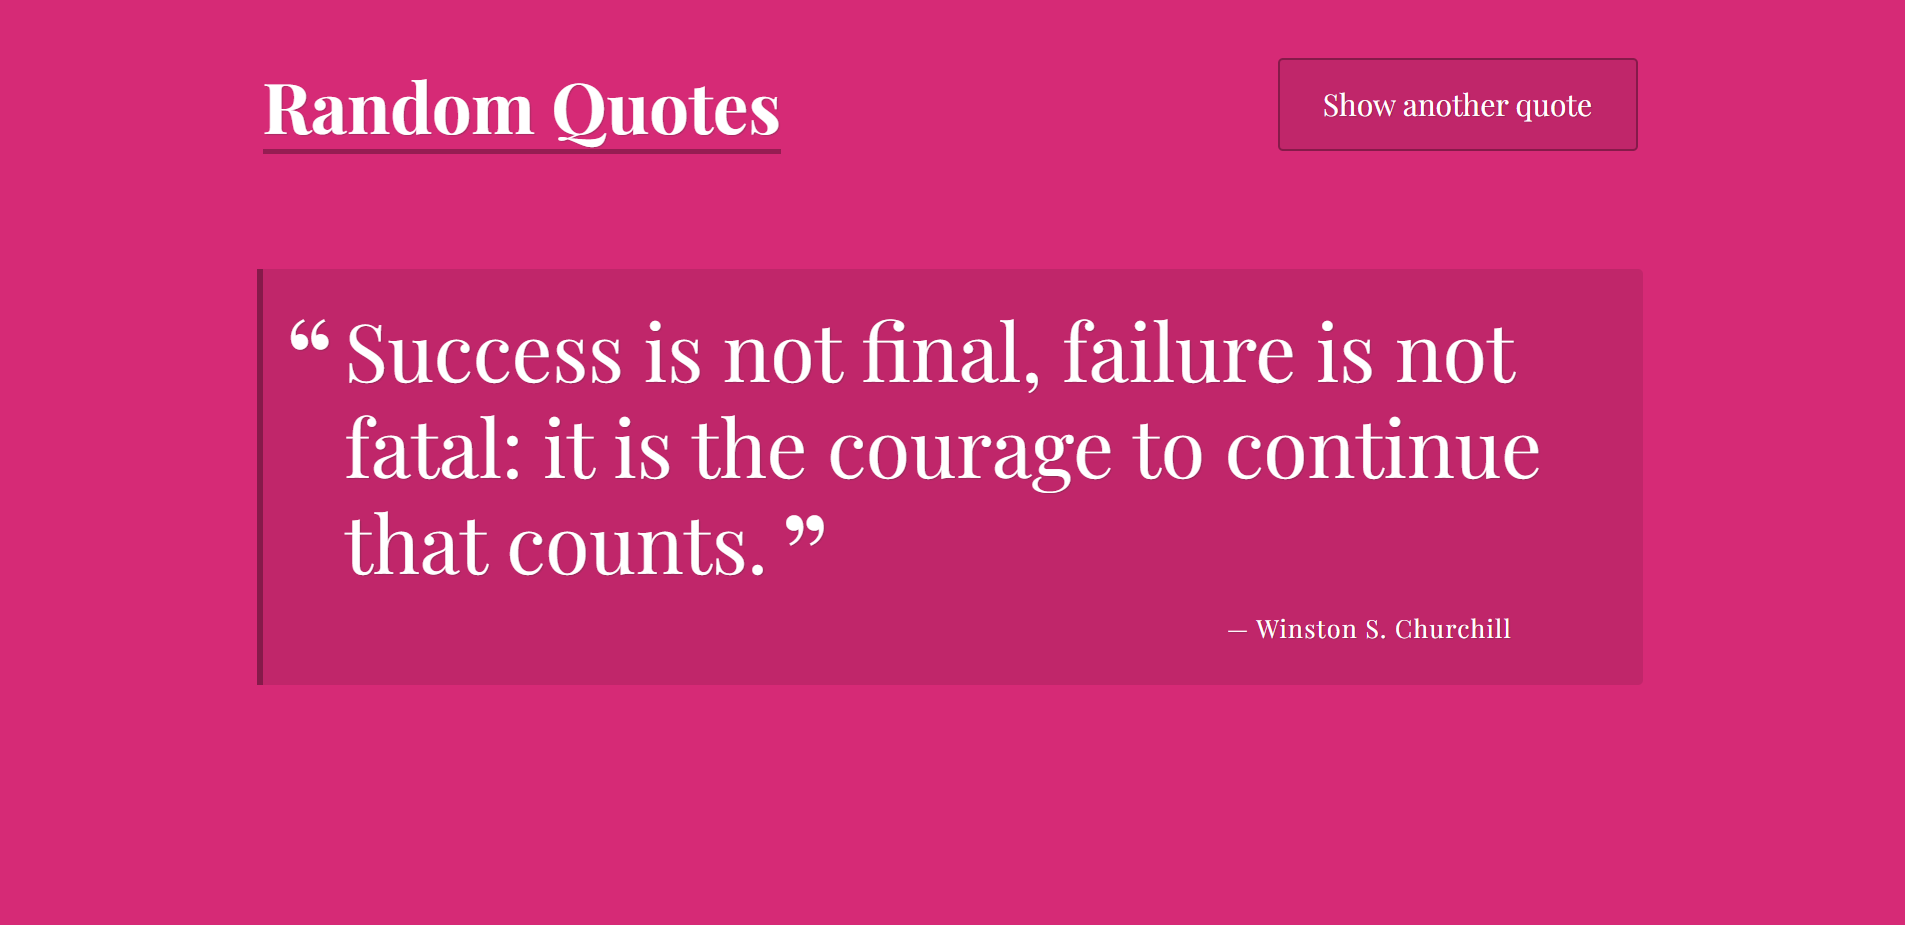 Random Quotes
Show another quote
“ Success is not final, failure is not
fatal: it is the courage to continue
that counts. ”
— Winston S. Churchill